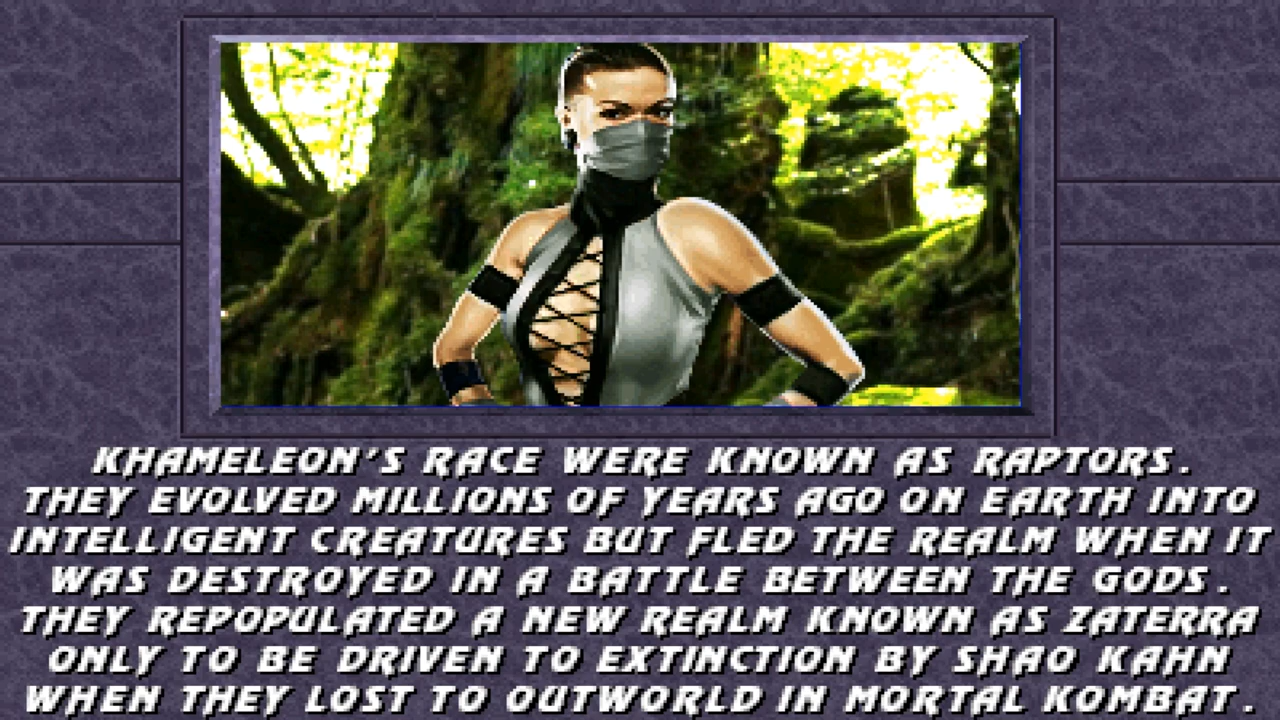 KHAMELEON'S RACE WERE KNOWN AS RAPTORS.
THEY EVOLVED MILLIONS OF YEARS AGO ON EARTH INTO
INTELLIGENT CREATURES BUT FLED THE REALM WHEN IT
WAS DESTROYED IN A BATTLE BETWEEN THE GODS.
THEY REPOPULATED A NEW REALM KNOWN AS ZATERRA
ONLY TO BE DRIVEN TO EXTINCTION BY SHAO KAHN
WHEN THEY LOST TO OUTWORLD IN MORTAL KOMBAT.